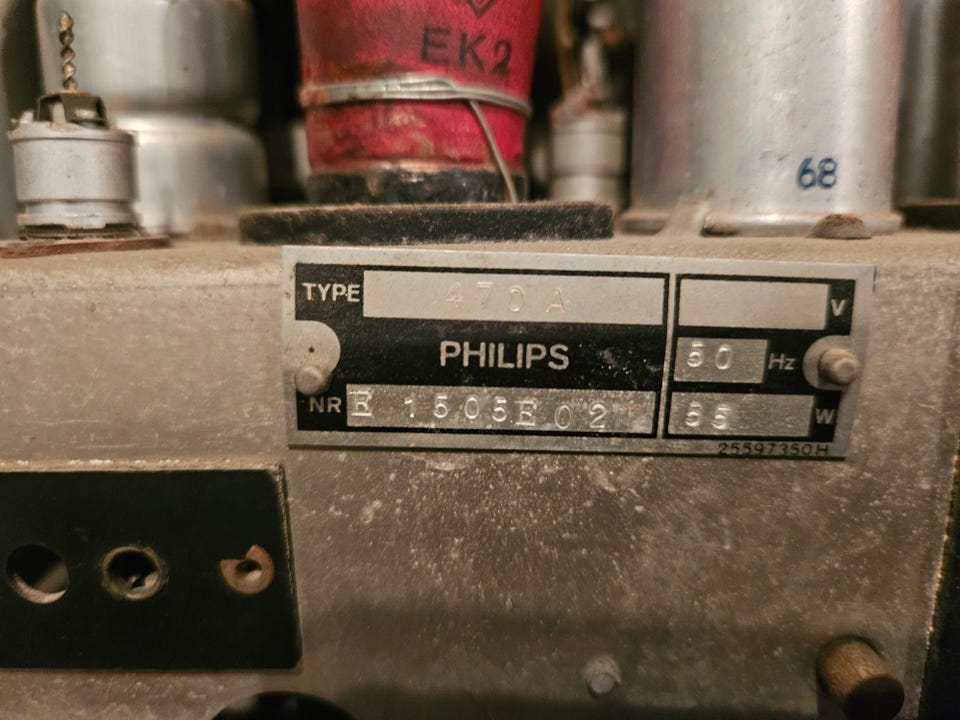 EK2
68
TYPE 470A
V
PHILIPS
50 Hz
NR 1505E02
55 W
25597350H